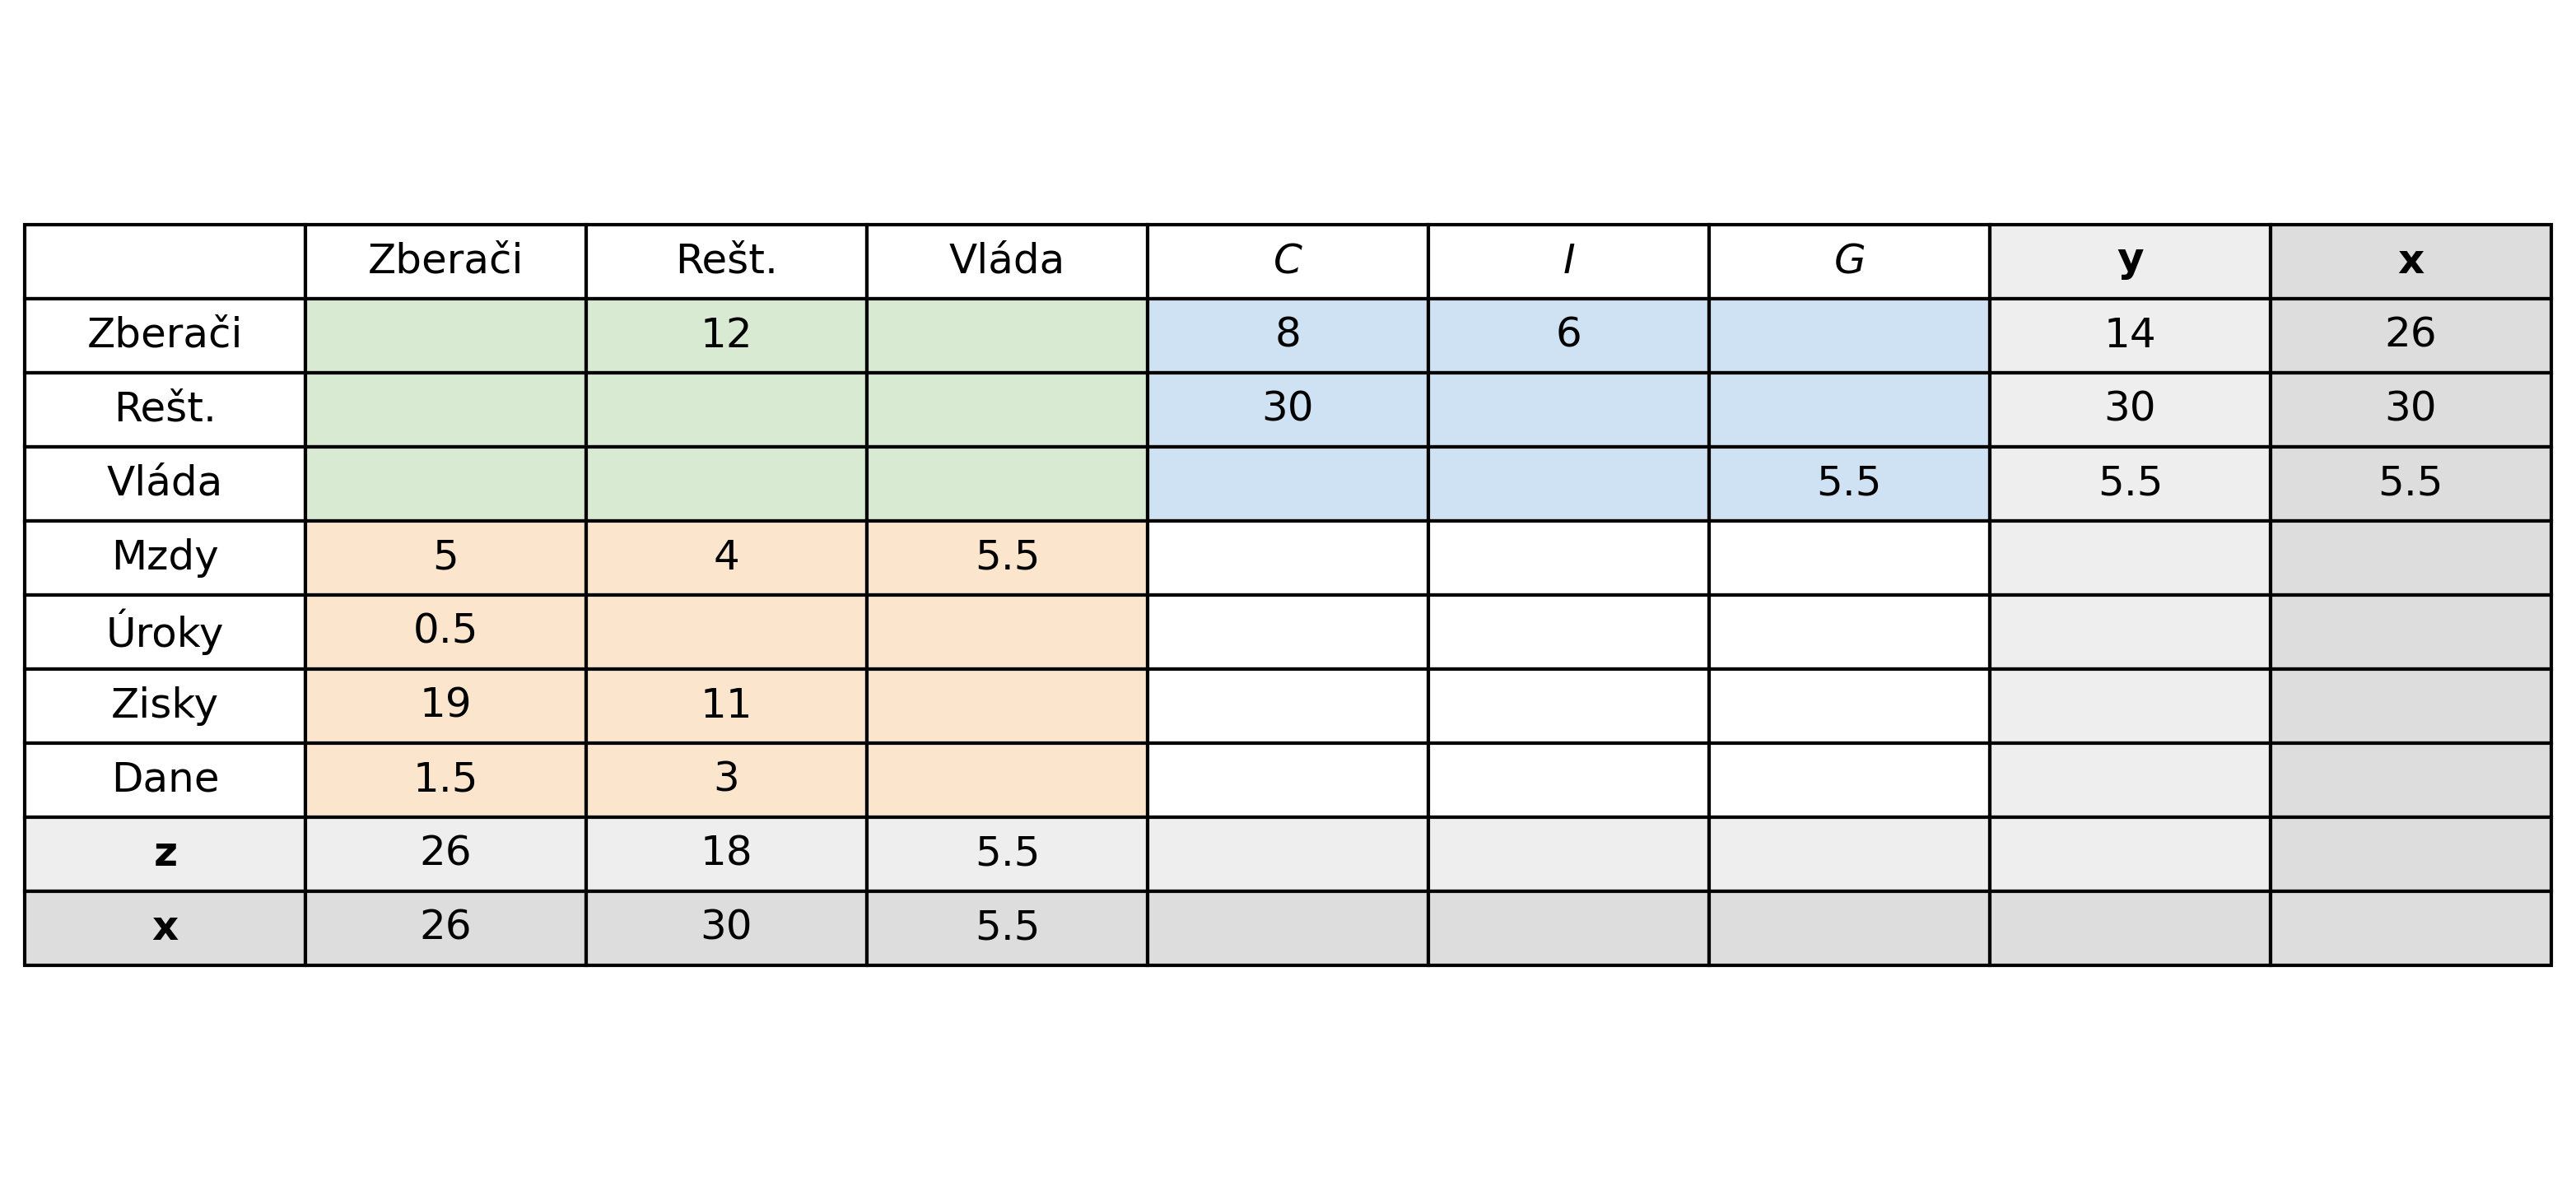 Zberači Rešt. Vláda C I G y x
Zberači 12 8 6 14 26
Rešt. 30 30 30
Vláda 5.5 5.5 5.5
Mzdy 5 4 5.5
Úroky 0.5
Zisky 19 11
Dane 1.5 3
z 26 18 5.5
x 26 30 5.5